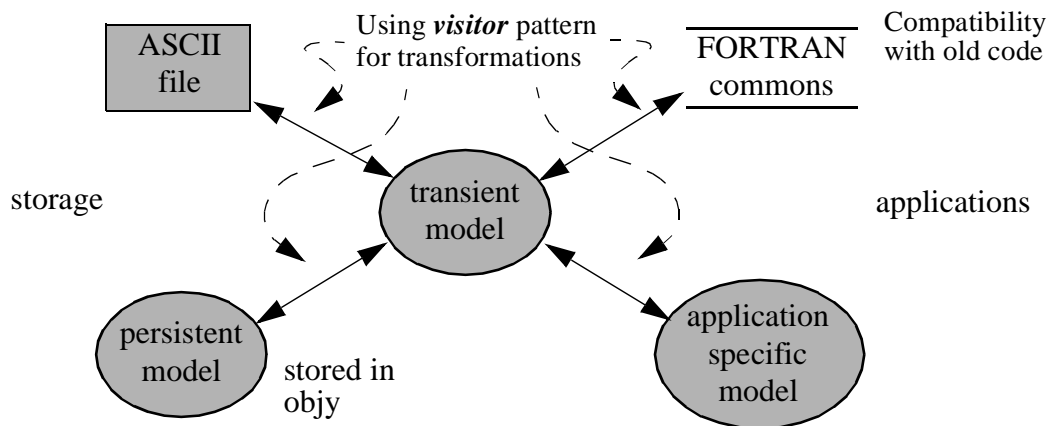 ASCII
file
Using visitor pattern
for transformations
FORTRAN
commons
Compatibility
with old code
storage
transient
model
applications
persistent
model
stored in
objy
application
specific
model